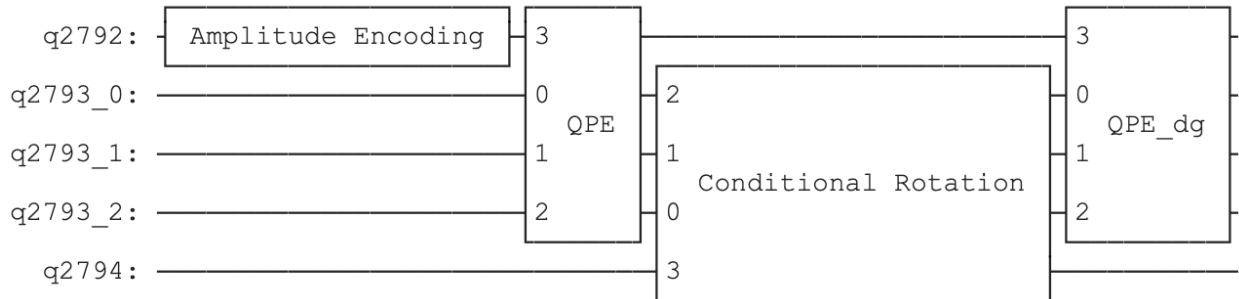 q2792: Amplitude Encoding 3 3
q2793_0: 0 2 0
QPE QPE_dg
q2793_1: 1 1 1
Conditional Rotation
q2793_2: 2 0 2
q2794: 3